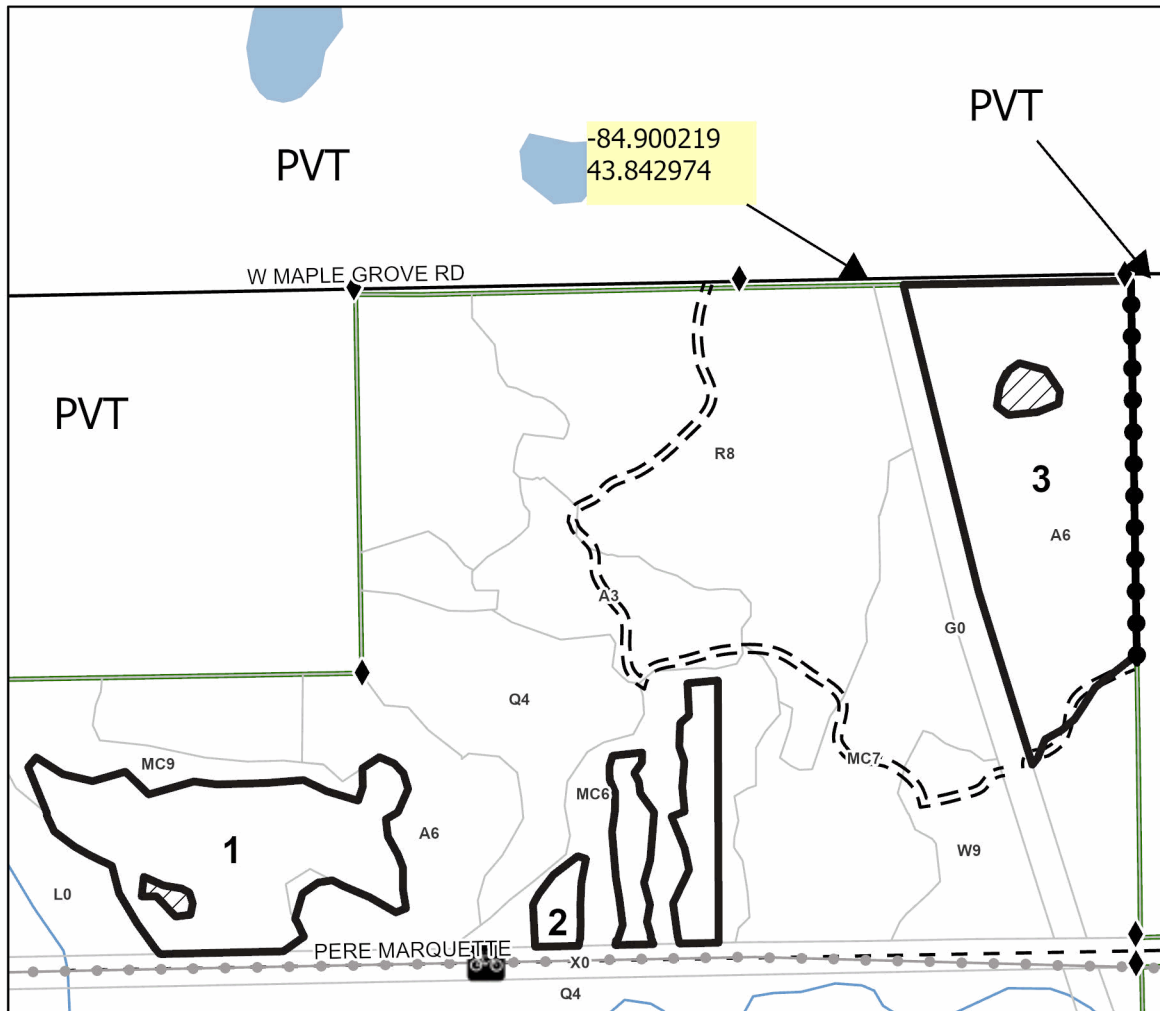 PVT
PVT
-84.900219
43.842974
W MAPLE GROVE RD
PVT
R8
3
A6
A3
G0
Q4
MC9
MC7
MC6
A6
1
W9
L0
2
PERE MARQUETTE
X0
Q4